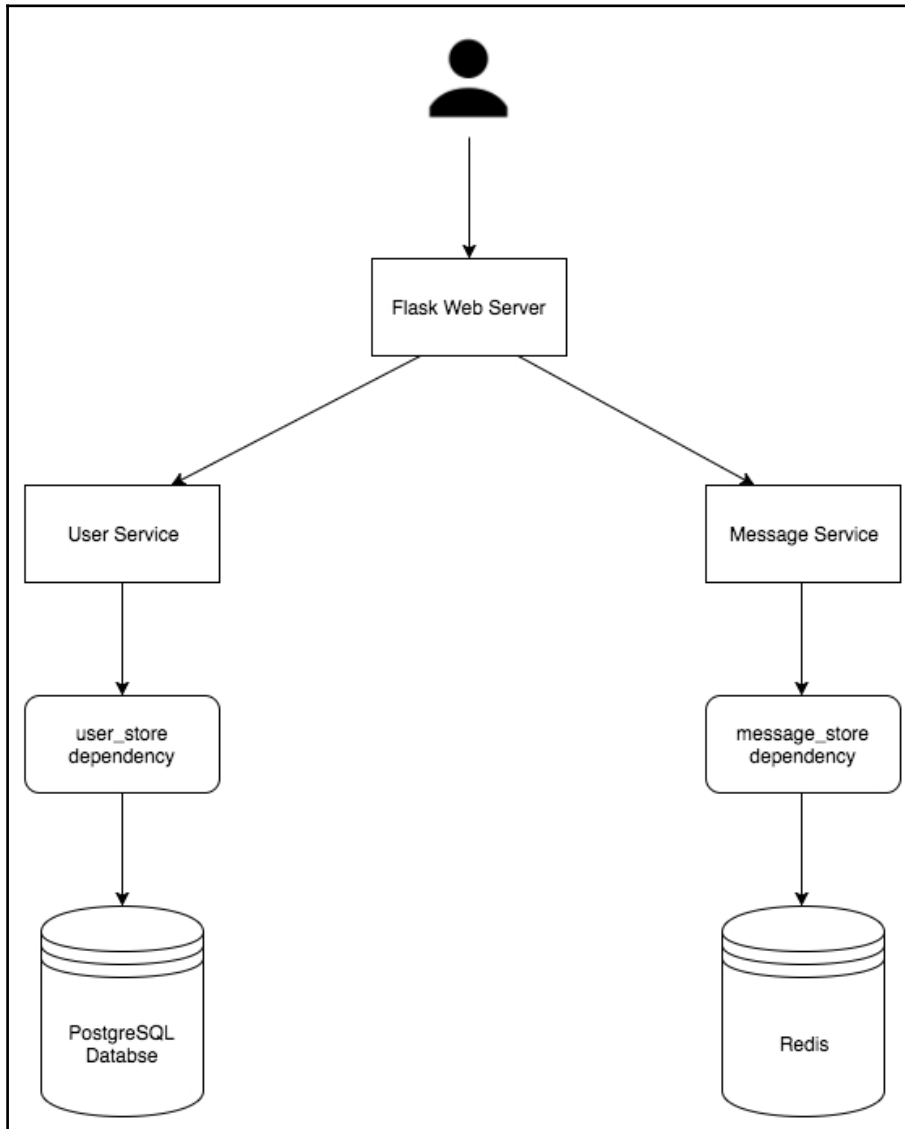 Flask Web Server
User Service
Message Service
user_store
dependency
message_store
dependency
PostgreSQL
Databse
Redis